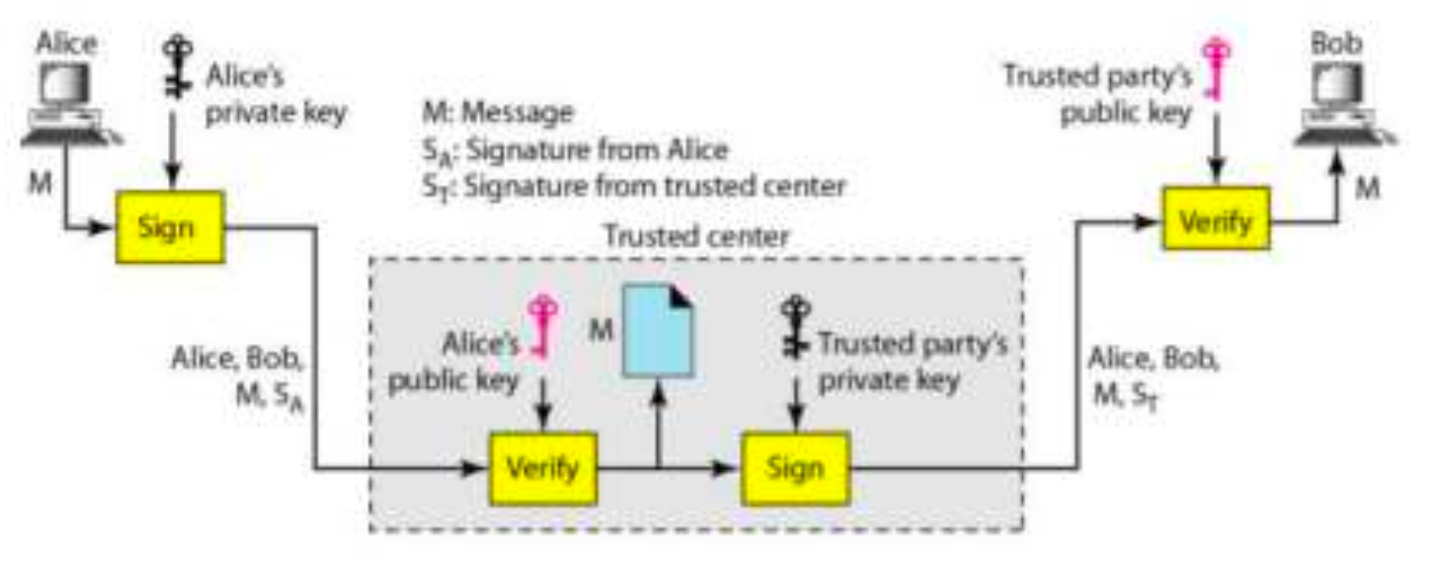 Alice
Alice's
private key
M
Sign
M: Message
S_A: Signature from Alice
S_T: Signature from trusted center
Trusted party's
public key
Bob
Verify
M
Trusted center
Alice, Bob,
M, S_A
Alice's
public key
M
Trusted party's
private key
Verify
Sign
Alice, Bob,
M, S_T